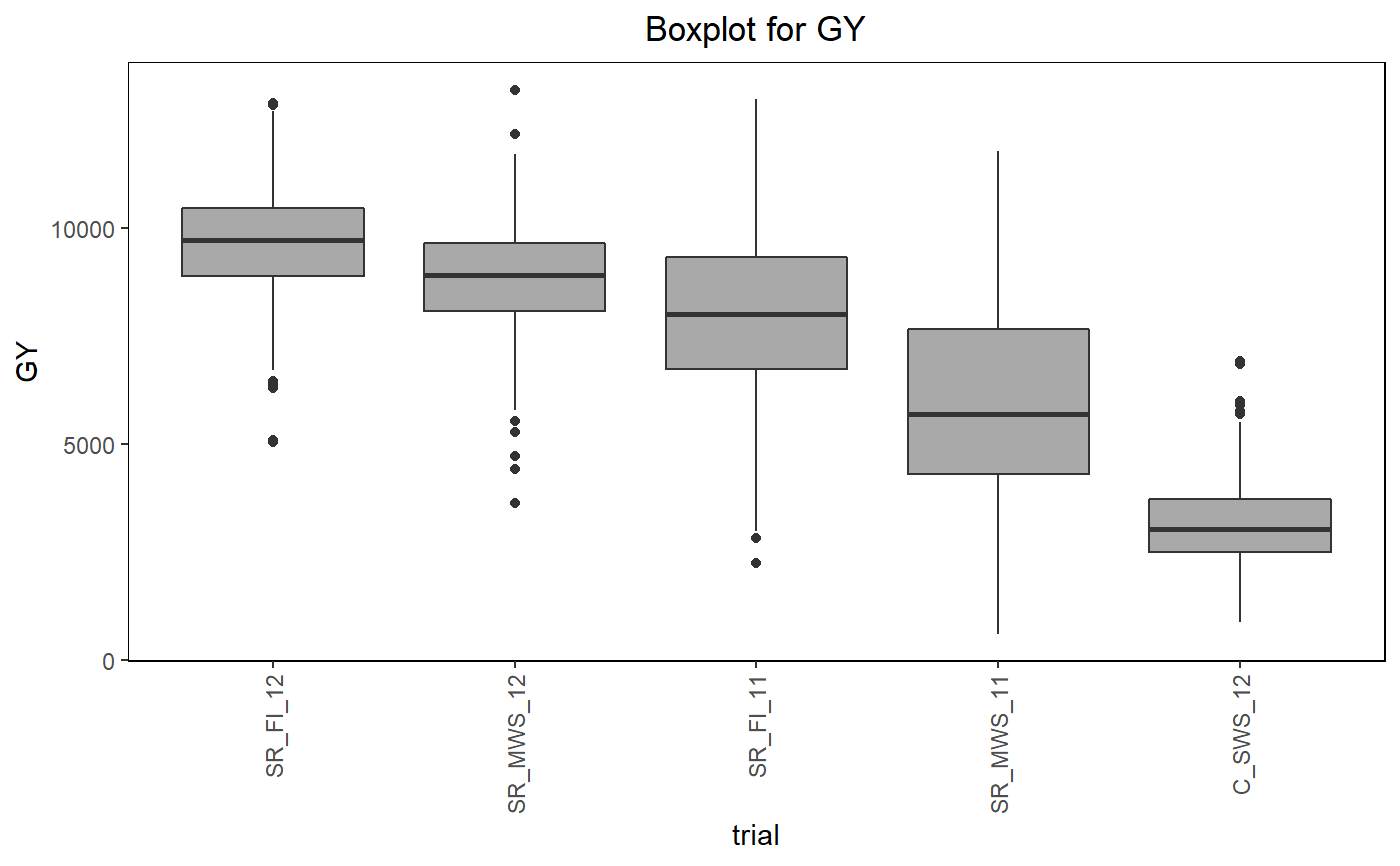 Boxplot for GY
GY
10000
5000
0
SR_FI_12
SR_MWS_12
SR_FI_11
SR_MWS_11
C_SWS_12
trial